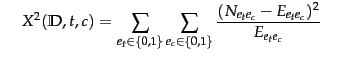 X²(𝔻, t, c) = ∑_{e_t∈{0,1}} ∑_{e_c∈{0,1}} (N_{e_t e_c} − E_{e_t e_c})² / E_{e_t e_c}